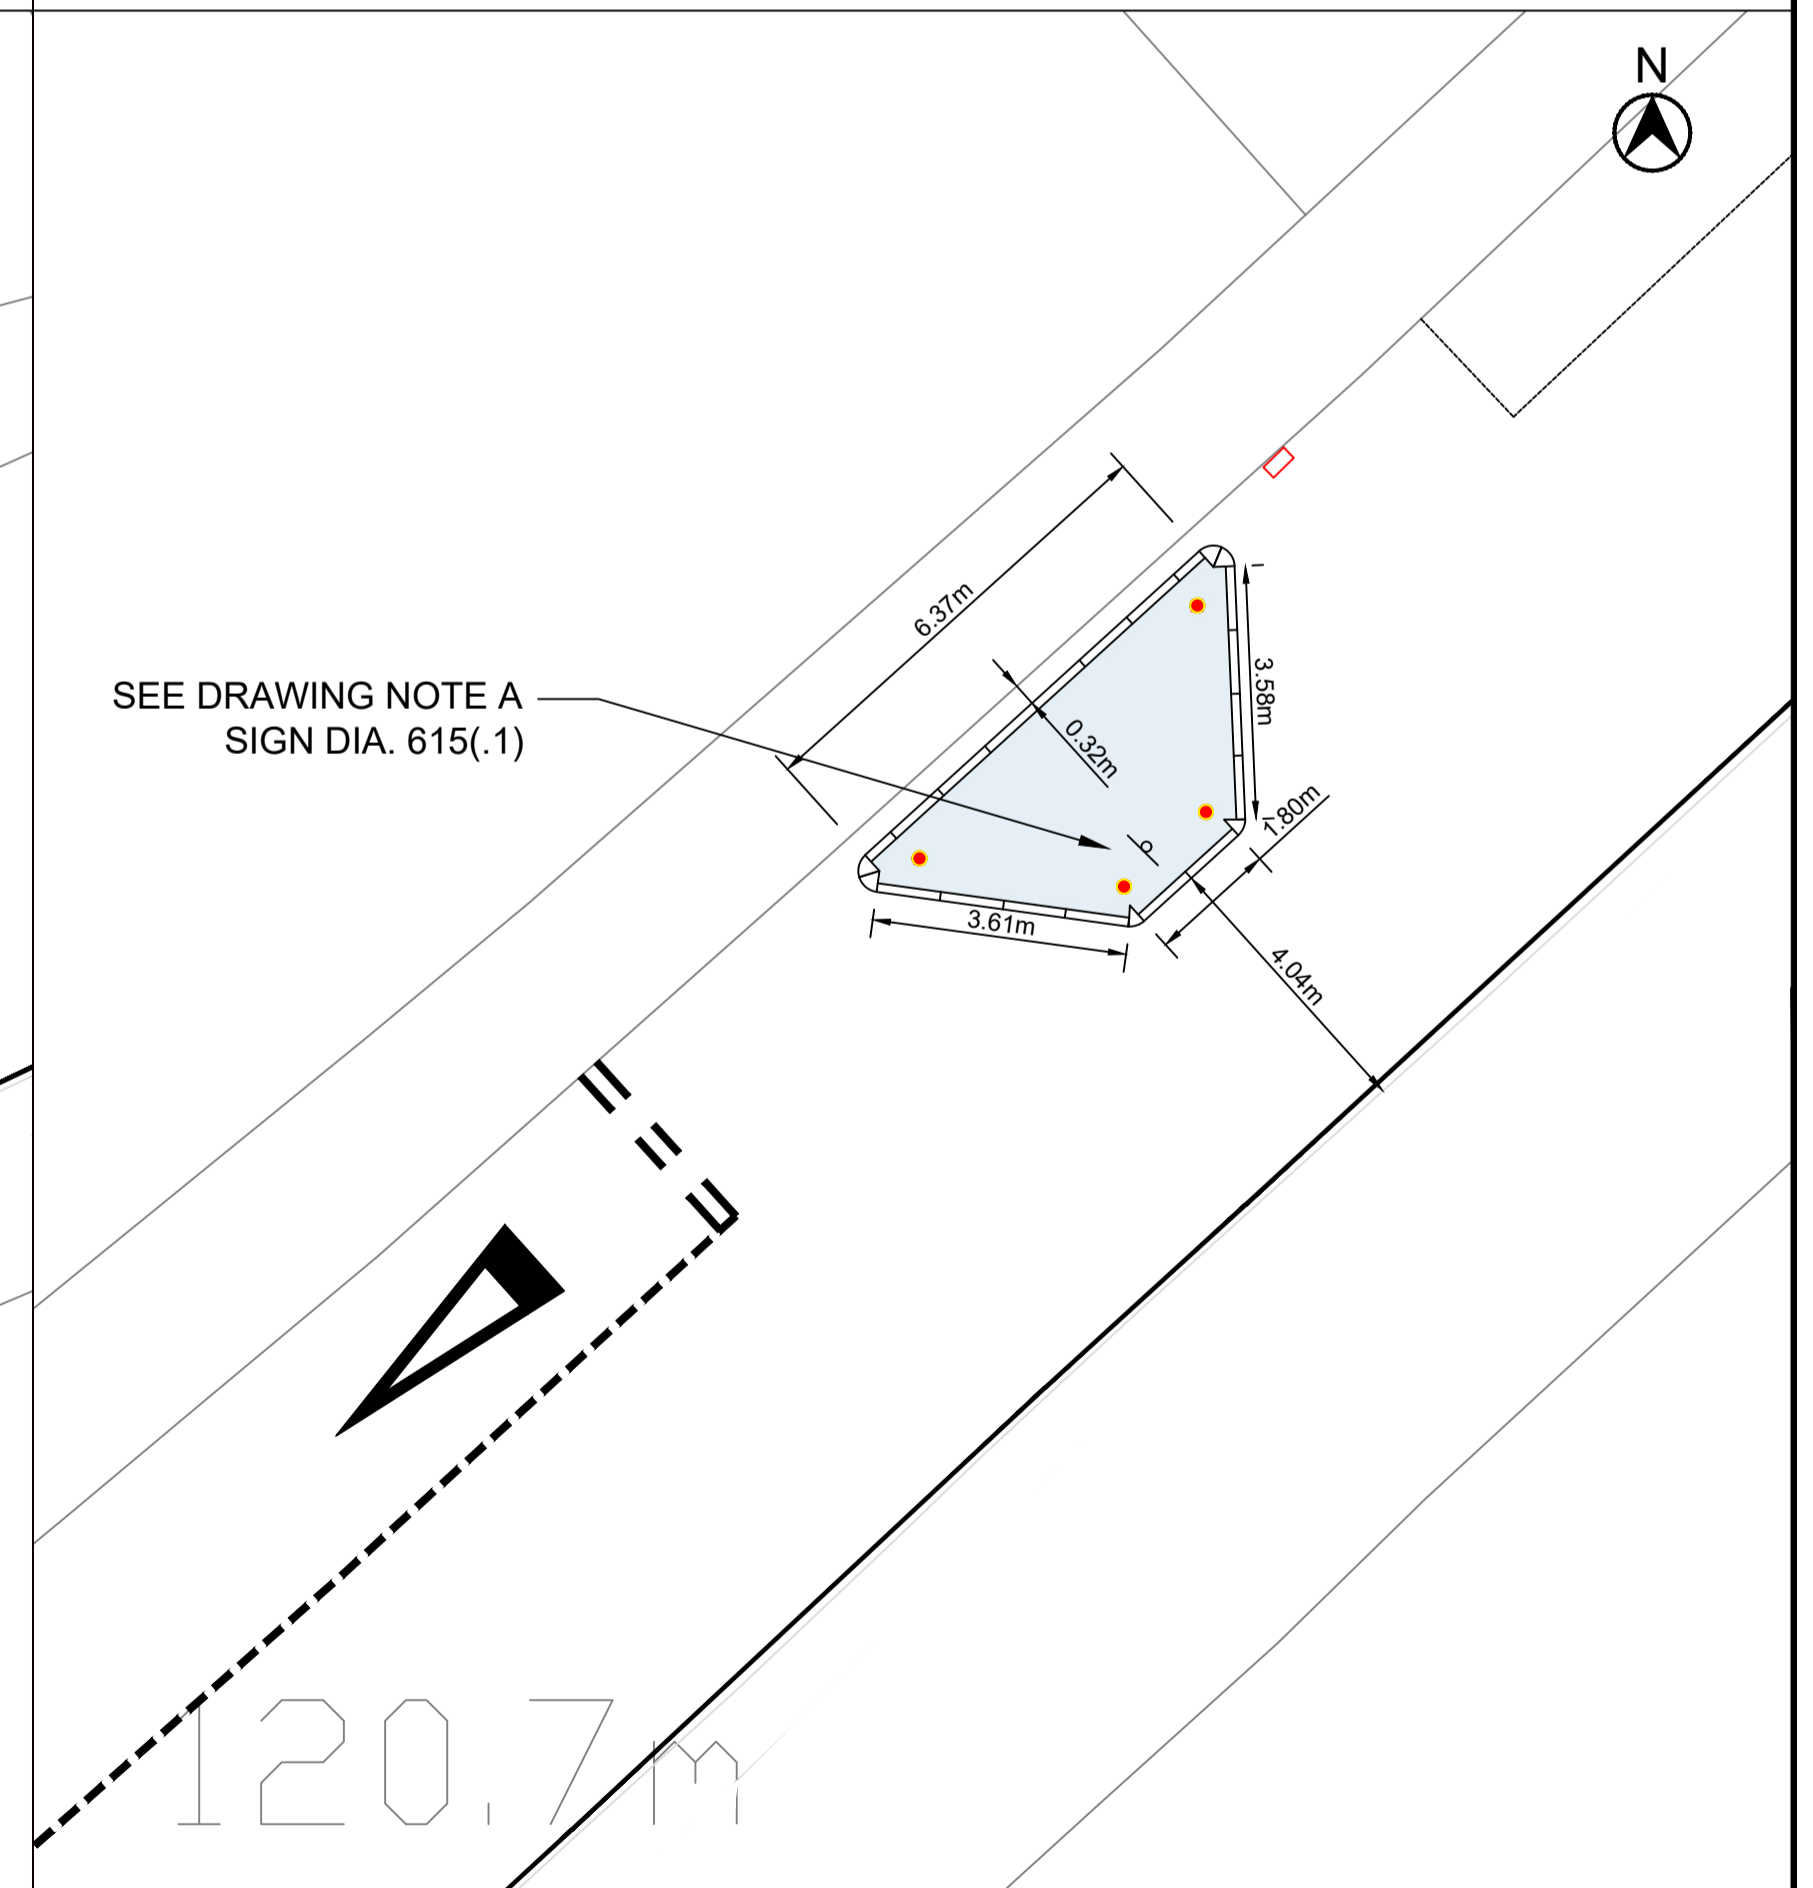 N
6.37m
3.58m
SEE DRAWING NOTE A
SIGN DIA. 615(.1)
0.32m
1.80m
3.61m
4.04m
120.7m